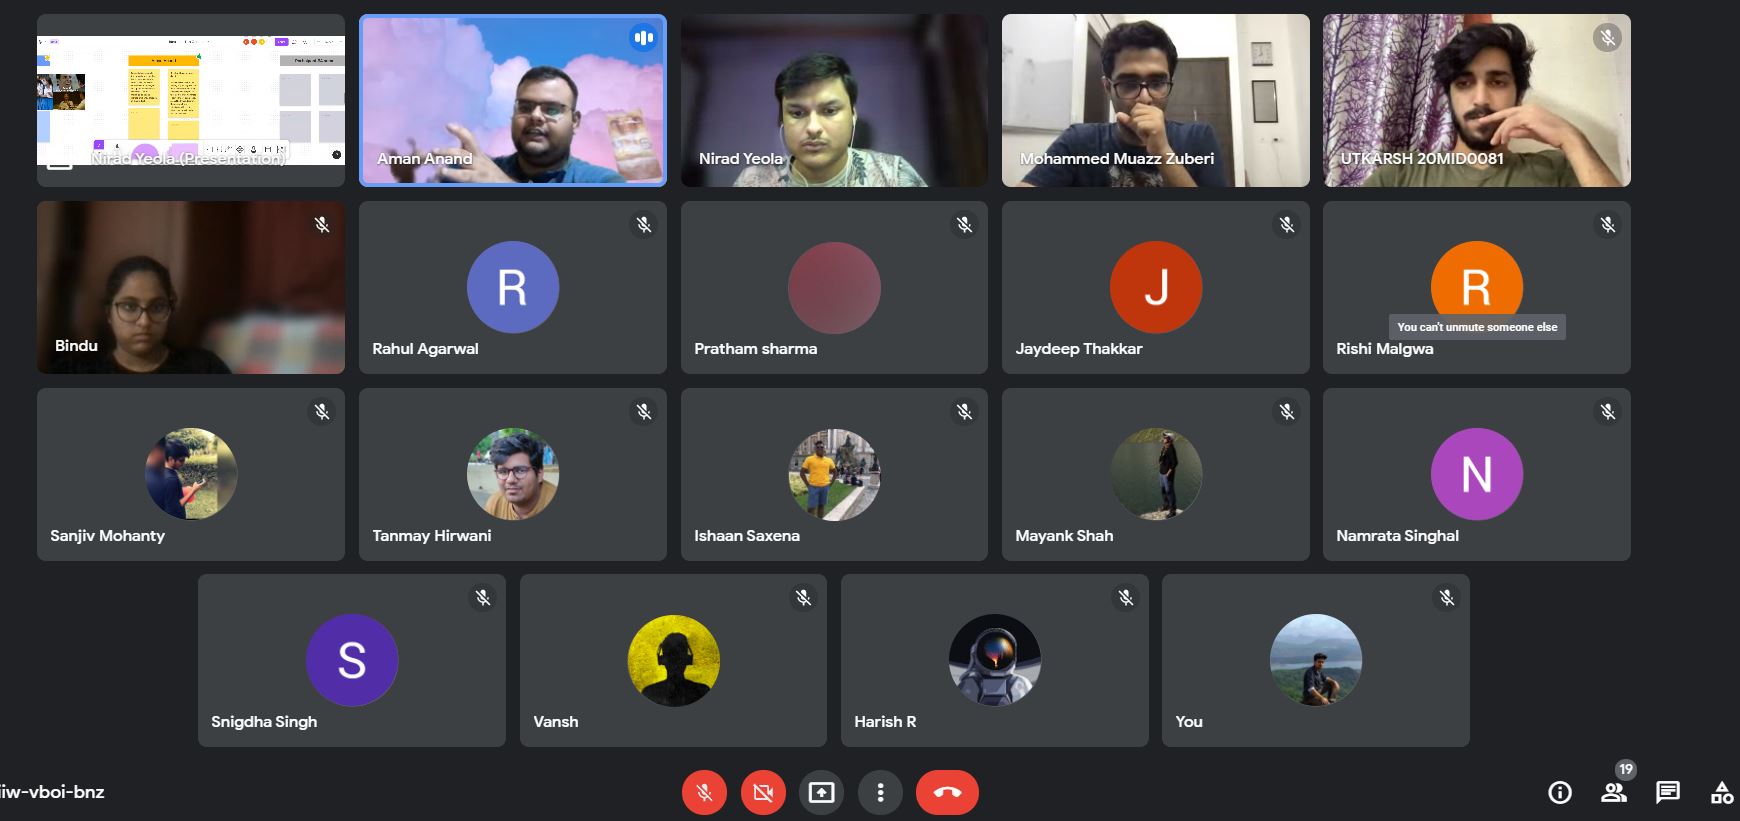 Nirad Yeola (Presentation)
Aman Anand
Nirad Yeola
Mohammed Muazz Zuberi
UTKARSH 20MID0081
Bindu
R
Rahul Agarwal
Pratham sharma
J
Jaydeep Thakkar
R
You can't unmute someone else
Rishi Malgwa
Sanjiv Mohanty
Tanmay Hirwani
Ishaan Saxena
Mayank Shah
N
Namrata Singhal
S
Snigdha Singh
Vansh
Harish R
You
iiw-vboi-bnz
19